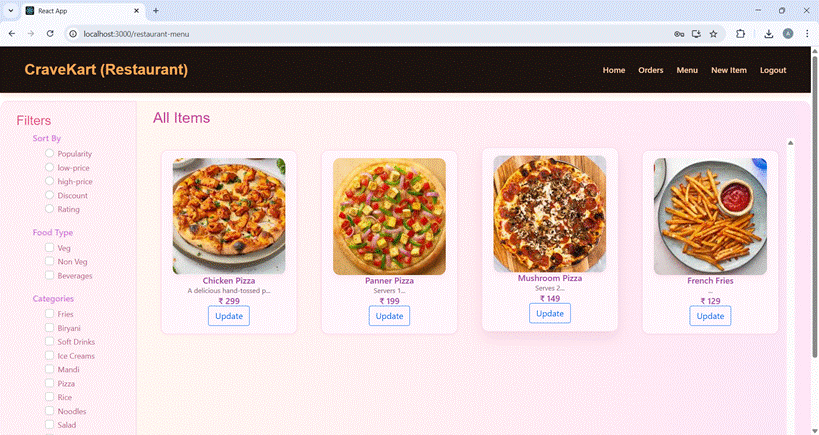 React App
localhost:3000/restaurant-menu
A
CraveKart (Restaurant)
Home Orders Menu New Item Logout
Filters
Sort By
Popularity
low-price
high-price
Discount
Rating
Food Type
Veg
Non Veg
Beverages
Categories
Fries
Biryani
Soft Drinks
Ice Creams
Mandi
Pizza
Rice
Noodles
Salad
All Items
Chicken Pizza
A delicious hand-tossed p...
₹ 299
Update
Panner Pizza
Servers 1...
₹ 199
Update
Mushroom Pizza
Serves 2...
₹ 149
Update
French Fries
...
₹ 129
Update